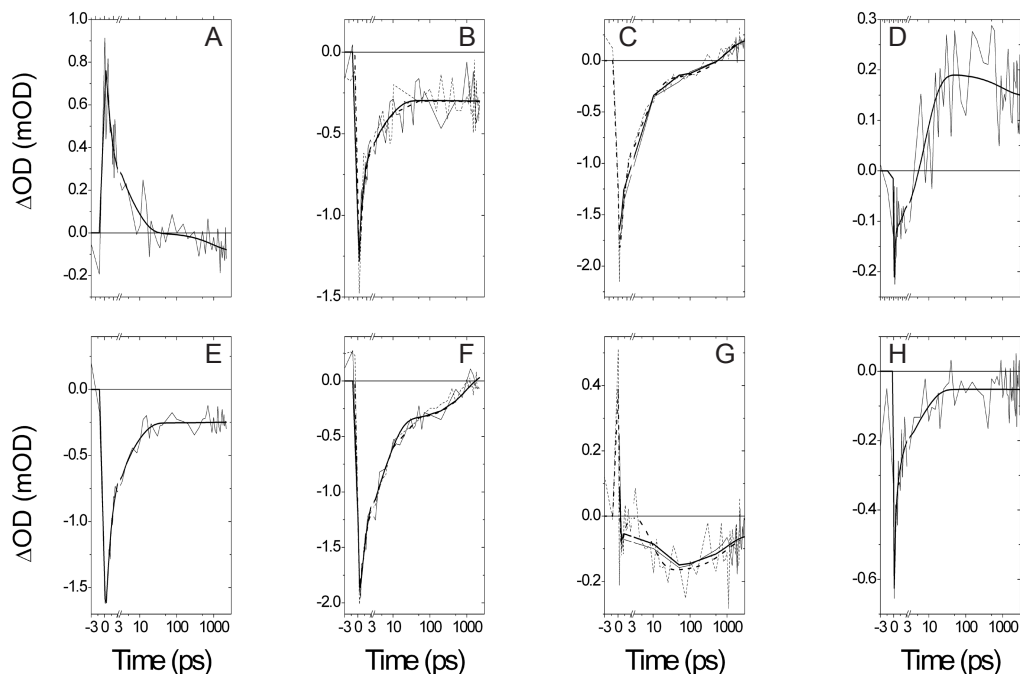 A B C D
ΔOD (mOD)
1.0 0.8 0.6 0.4 0.2 0.0 -0.2
0.0 -0.5 -1.0 -1.5
0.0 -0.5 -1.0 -1.5 -2.0
0.3 0.2 0.1 0.0 -0.1 -0.2
E F G H
ΔOD (mOD)
0.0 -0.5 -1.0 -1.5
0.0 -0.5 -1.0 -1.5 -2.0
0.4 0.2 0.0 -0.2
0.0 -0.2 -0.4 -0.6
-3 0 3 10 100 1000 -3 0 3 10 100 1000 -3 0 3 10 100 1000 -3 0 3 10 100 1000
Time (ps) Time (ps) Time (ps) Time (ps)